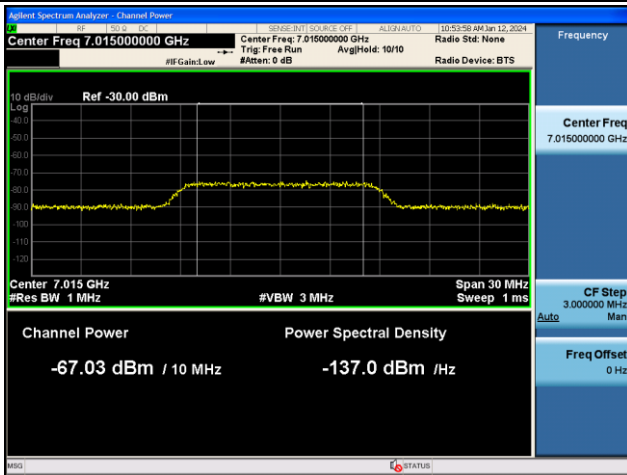 Agilent Spectrum Analyzer - Channel Power
RF 50 Ω DC SENSE:INT SOURCE OFF ALIGN AUTO 10:53:58 AM Jan 12, 2024
Center Freq 7.015000000 GHz
Center Freq: 7.015000000 GHz
Radio Std: None
Trig: Free Run Avg|Hold: 10/10
#IFGain:Low
#Atten: 0 dB
Radio Device: BTS
Frequency
10 dB/div Ref -30.00 dBm
Log
-40.0
-50.0
-60.0
-70.0
-80.0
-90.0
-100
-110
-120
Center Freq
7.015000000 GHz
Center 7.015 GHz
Span 30 MHz
#Res BW 1 MHz
#VBW 3 MHz
Sweep 1 ms
CF Step
3.000000 MHz
Auto Man
Channel Power
Power Spectral Density
-67.03 dBm / 10 MHz
-137.0 dBm /Hz
Freq Offset
0 Hz
MSG
STATUS